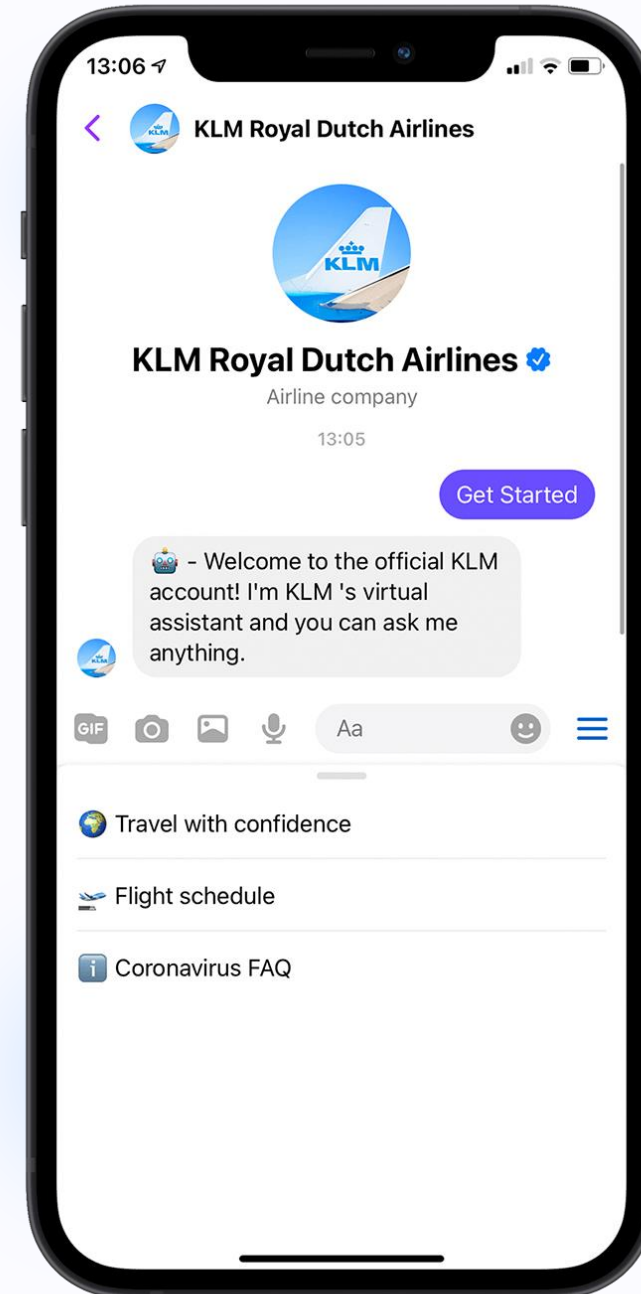 13:06
KLM
KLM Royal Dutch Airlines
KLM
KLM Royal Dutch Airlines
Airline company
13:05
Get Started
🤖 - Welcome to the official KLM
account! I'm KLM 's virtual
assistant and you can ask me
anything.
KLM
GIF
Aa
🌍 Travel with confidence
🛫 Flight schedule
ℹ️ Coronavirus FAQ